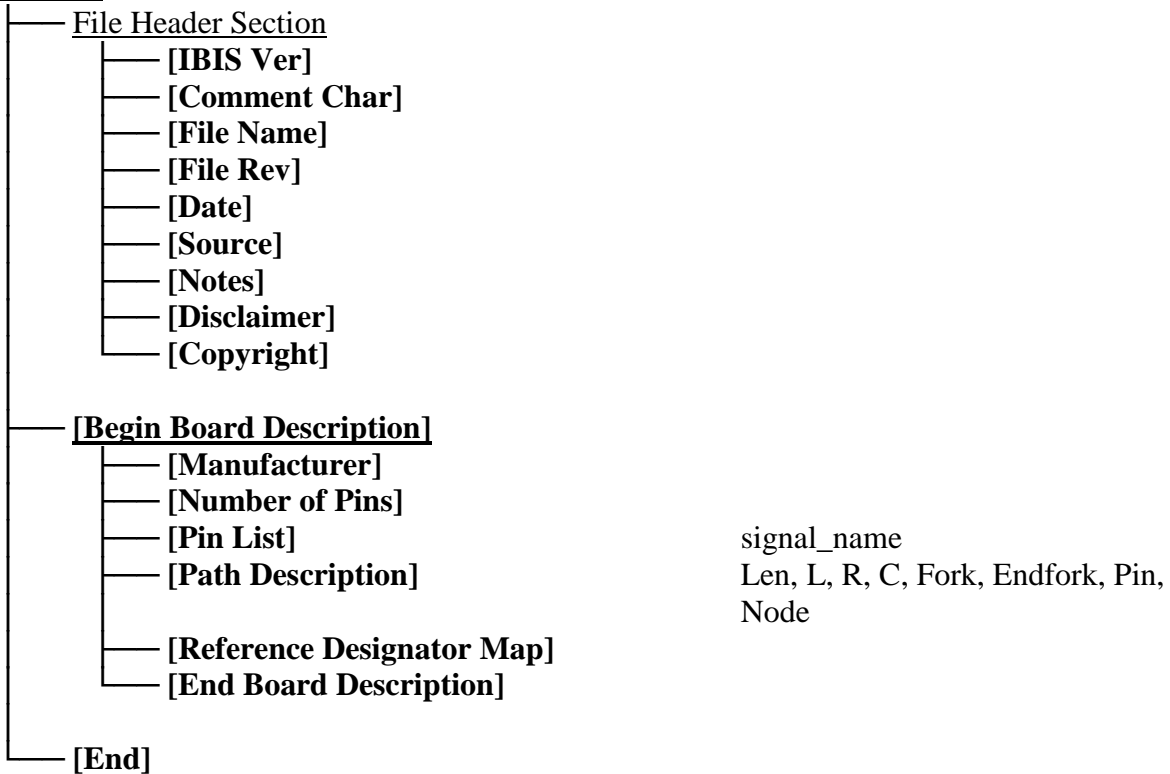 File Header Section
[IBIS Ver]
[Comment Char]
[File Name]
[File Rev]
[Date]
[Source]
[Notes]
[Disclaimer]
[Copyright]
[Begin Board Description]
[Manufacturer]
[Number of Pins]
[Pin List] signal_name
[Path Description] Len, L, R, C, Fork, Endfork, Pin,
Node
[Reference Designator Map]
[End Board Description]
[End]